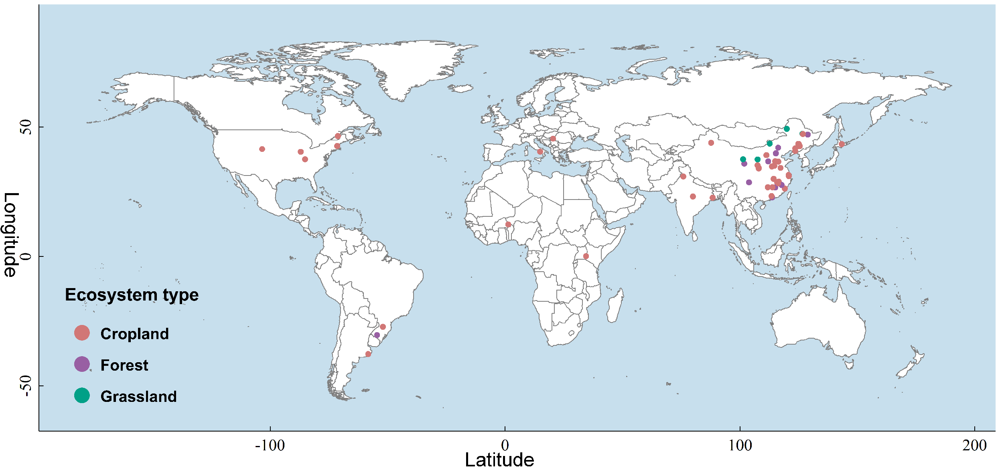 50
0
-50
Longitude
Ecosystem type
Cropland
Forest
Grassland
-100
0
100
200
Latitude